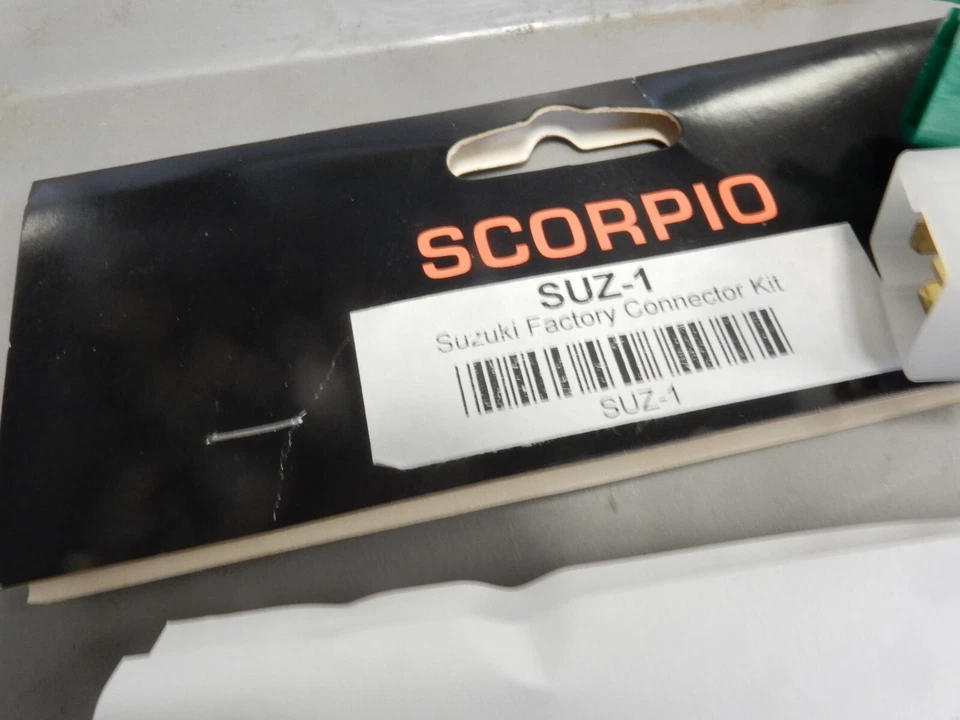 SCORPIO
SUZ-1
Suzuki Factory Connector Kit
SUZ-1